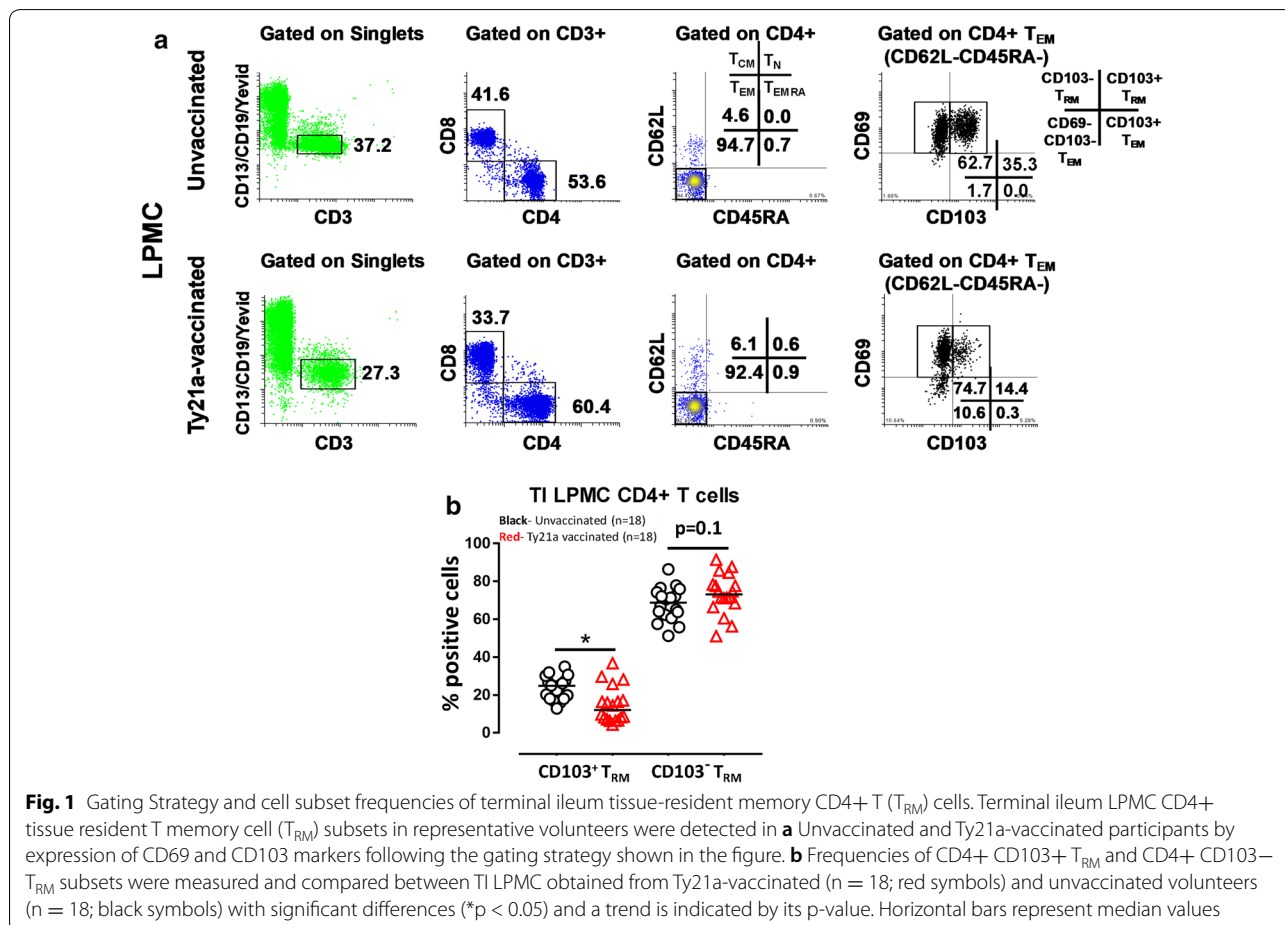 a
Gated on Singlets
Gated on CD3+
Gated on CD4+
Gated on CD4+ TEM
(CD62L-CD45RA-)
LPMC
Unvaccinated
CD13/CD19/Yevid
37.2
CD3
CD8
41.6
53.6
CD4
CD62L
TCM TN
TEM TEMRA
4.6 0.0
94.7 0.7
0.67%
CD45RA
CD69
62.7 35.3
1.7 0.0
1.66%
CD103
CD103- CD103+
TRM TRM
CD69- CD103+
CD103- TEM
TEM
Ty21a-vaccinated
Gated on Singlets
Gated on CD3+
Gated on CD4+
Gated on CD4+ TEM
(CD62L-CD45RA-)
CD13/CD19/Yevid
27.3
CD3
CD8
33.7
60.4
CD4
CD62L
6.1 0.6
92.4 0.9
0.90%
CD45RA
CD69
74.7 14.4
10.6 0.3
10.64% 0.28%
CD103
b
TI LPMC CD4+ T cells
Black- Unvaccinated (n=18)
Red- Ty21a vaccinated (n=18)
p=0.1
*
% positive cells
100
80
60
40
20
0
CD103+ TRM CD103- TRM
Fig. 1 Gating Strategy and cell subset frequencies of terminal ileum tissue-resident memory CD4+ T (TRM) cells. Terminal ileum LPMC CD4+
tissue resident T memory cell (TRM) subsets in representative volunteers were detected in a Unvaccinated and Ty21a-vaccinated participants by
expression of CD69 and CD103 markers following the gating strategy shown in the figure. b Frequencies of CD4+ CD103+ TRM and CD4+ CD103−
TRM subsets were measured and compared between TI LPMC obtained from Ty21a-vaccinated (n = 18; red symbols) and unvaccinated volunteers
(n = 18; black symbols) with significant differences (*p < 0.05) and a trend is indicated by its p-value. Horizontal bars represent median values